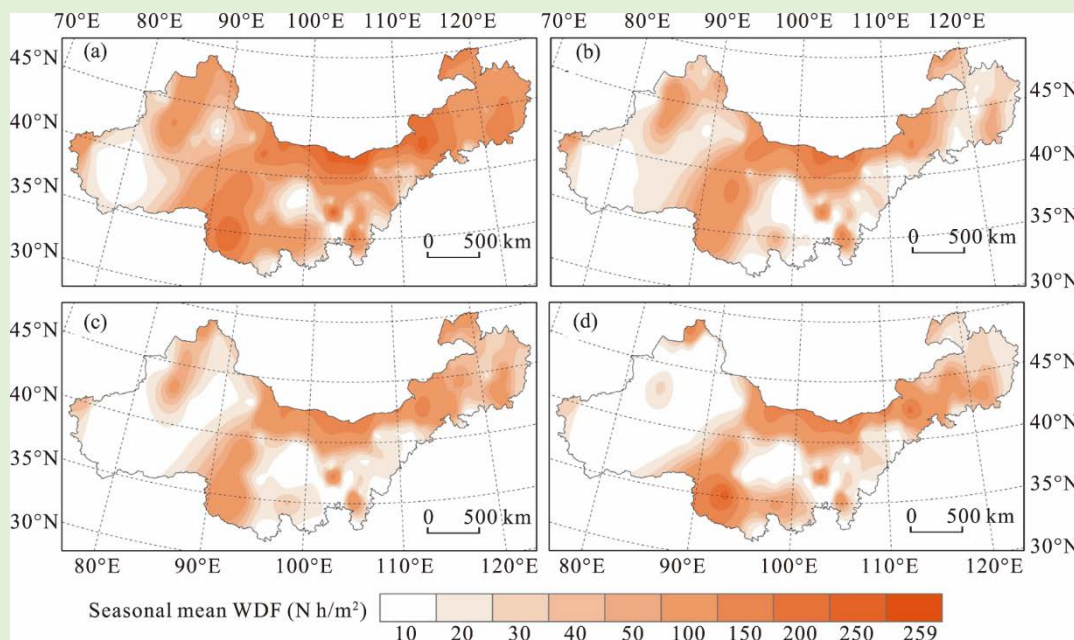 70°E 80°E 90°E 100°E 110°E 120°E 80°E 90°E 100°E 110°E 120°E
45°N (a) (b)
40°N 45°N
35°N 40°N
30°N 35°N
0 500 km 0 500 km
30°N
(c) (d)
45°N
40°N 45°N
35°N 40°N
30°N 35°N
0 500 km 0 500 km
30°N
80°E 90°E 100°E 110°E 120°E 80°E 90°E 100°E 110°E 120°E
Seasonal mean WDF (N h/m²)
10 20 30 40 50 100 150 200 250 259